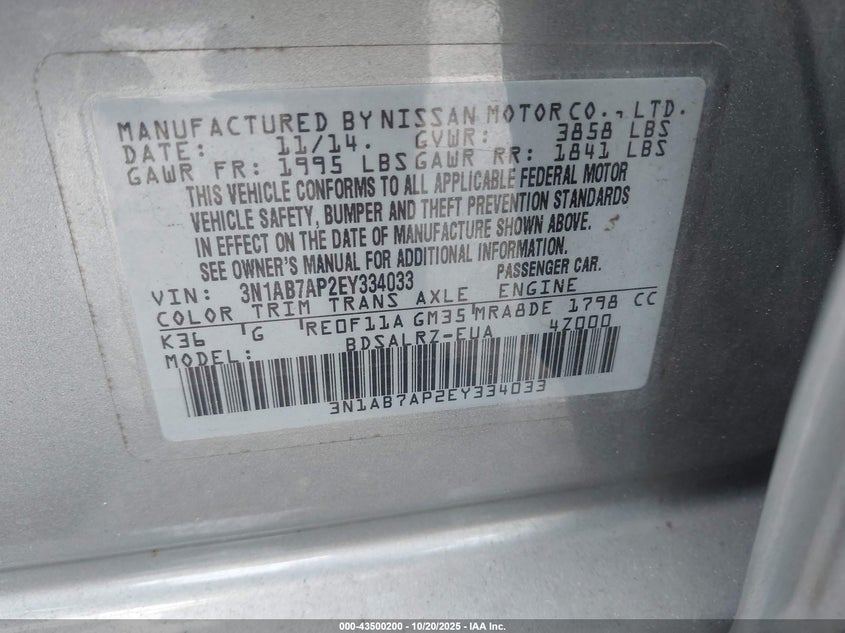 MANUFACTURED BY NISSAN MOTOR CO., LTD.
DATE: 11/14. GVWR: 3858 LBS
GAWR FR: 1995 LBS GAWR RR: 1841 LBS
THIS VEHICLE CONFORMS TO ALL APPLICABLE FEDERAL MOTOR
VEHICLE SAFETY, BUMPER AND THEFT PREVENTION STANDARDS
IN EFFECT ON THE DATE OF MANUFACTURE SHOWN ABOVE.
SEE OWNER'S MANUAL FOR ADDITIONAL INFORMATION.
VIN: 3N1AB7AP2EY334033 PASSENGER CAR.
COLOR TRIM TRANS AXLE ENGINE
K36 G RE0F11A GM35 MRA8DE 1798 CC
MODEL: BDSALRZ-EUA 4Z000
3N1AB7AP2EY334033
000-43500200 - 10/20/2025 - IAA Inc.